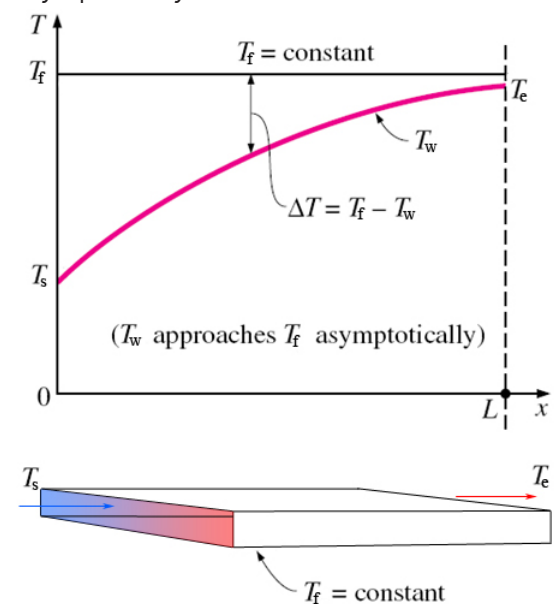 T
T_f = constant
T_f
T_e
T_w
ΔT = T_f – T_w
T_s
(T_w approaches T_f asymptotically)
0
L
x
T_s
T_e
T_f = constant